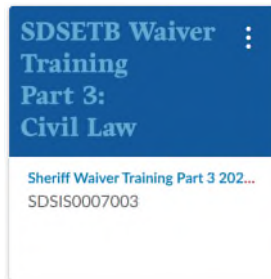 SDSETB Waiver
Training
Part 3:
Civil Law
Sheriff Waiver Training Part 3 202...
SDSIS0007003